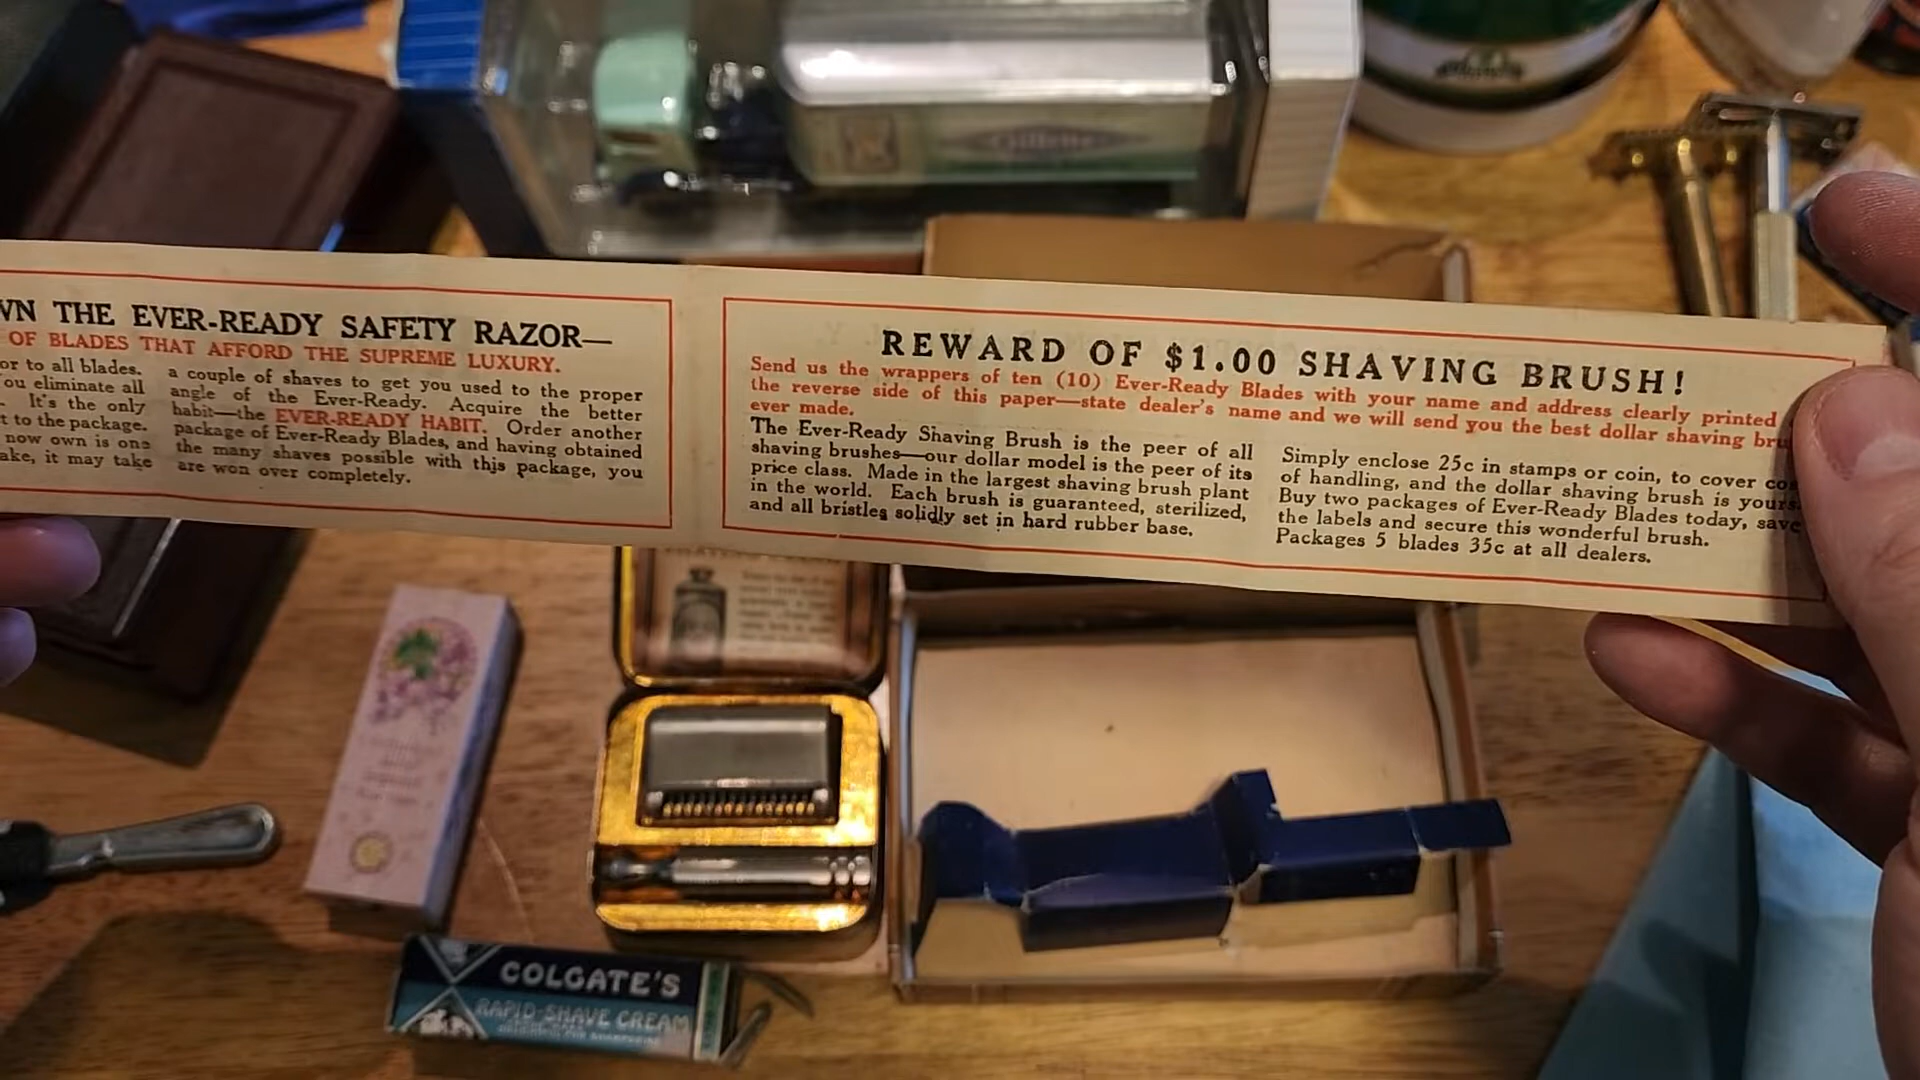 Gillette
THE EVER-READY SAFETY RAZOR—
OF BLADES THAT AFFORD THE SUPREME LUXURY.
or to all blades.
ou eliminate all
It's the only
t to the package.
now own is one
ake, it may take
a couple of shaves to get you used to the proper
angle of the Ever-Ready. Acquire the better
habit—the EVER-READY HABIT. Order another
package of Ever-Ready Blades, and having obtained
the many shaves possible with this package, you
are won over completely.
REWARD OF $1.00 SHAVING BRUSH!
Send us the wrappers of ten (10) Ever-Ready Blades with your name and address clearly printed
the reverse side of this paper—state dealer's name and we will send you the best dollar shaving bru
ever made.
The Ever-Ready Shaving Brush is the peer of all
shaving brushes—our dollar model is the peer of its
price class. Made in the largest shaving brush plant
in the world. Each brush is guaranteed, sterilized,
and all bristles solidly set in hard rubber base.
Simply enclose 25c in stamps or coin, to cover cos
of handling, and the dollar shaving brush is yours.
Buy two packages of Ever-Ready Blades today, save
the labels and secure this wonderful brush.
Packages 5 blades 35c at all dealers.
COLGATE'S
RAPID-SHAVE CREAM